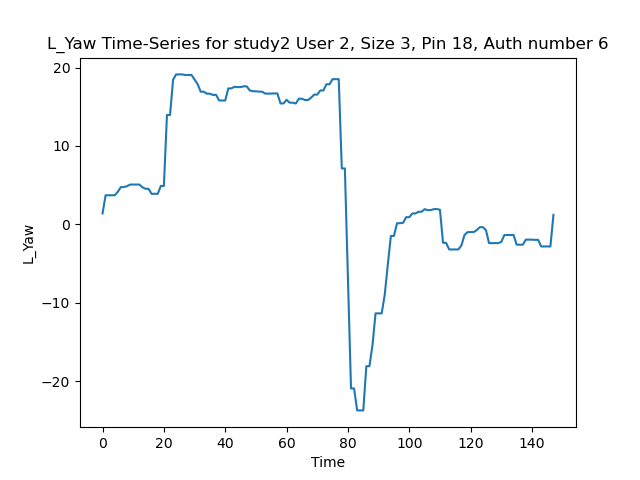 L_Yaw Time-Series for study2 User 2, Size 3, Pin 18, Auth number 6
20
10
0
−10
−20
L_Yaw
0 20 40 60 80 100 120 140
Time